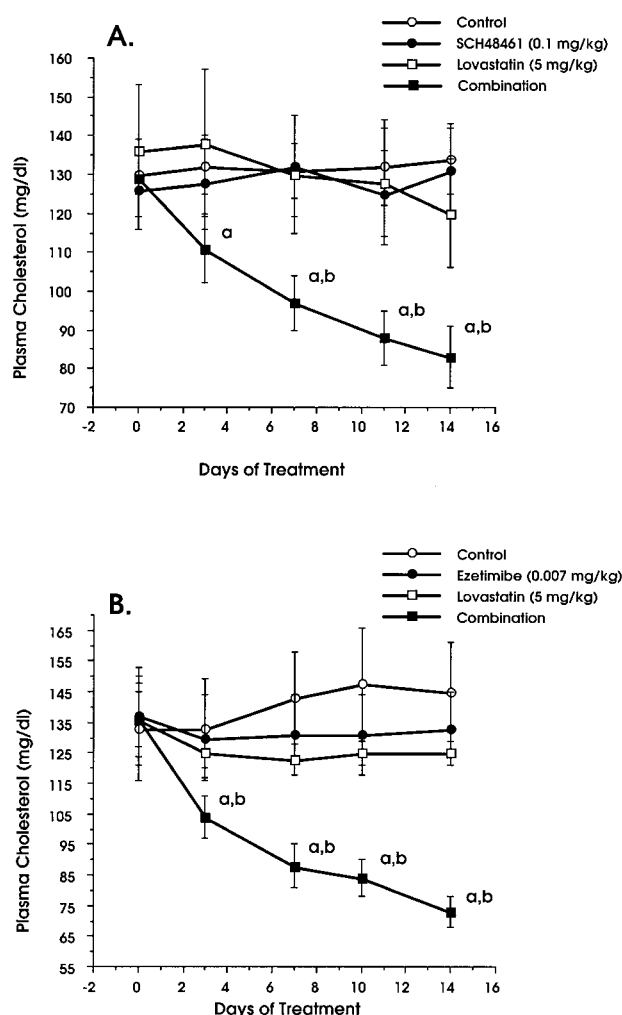 A.
Control
SCH48461 (0.1 mg/kg)
Lovastatin (5 mg/kg)
Combination
Plasma Cholesterol (mg/dl)
160
150
140
130
120
110
100
90
80
70
a
a,b
a,b
a,b
-2 0 2 4 6 8 10 12 14 16
Days of Treatment
B.
Control
Ezetimibe (0.007 mg/kg)
Lovastatin (5 mg/kg)
Combination
Plasma Cholesterol (mg/dl)
165
155
145
135
125
115
105
95
85
75
65
55
a,b
a,b
a,b
a,b
-2 0 2 4 6 8 10 12 14 16
Days of Treatment